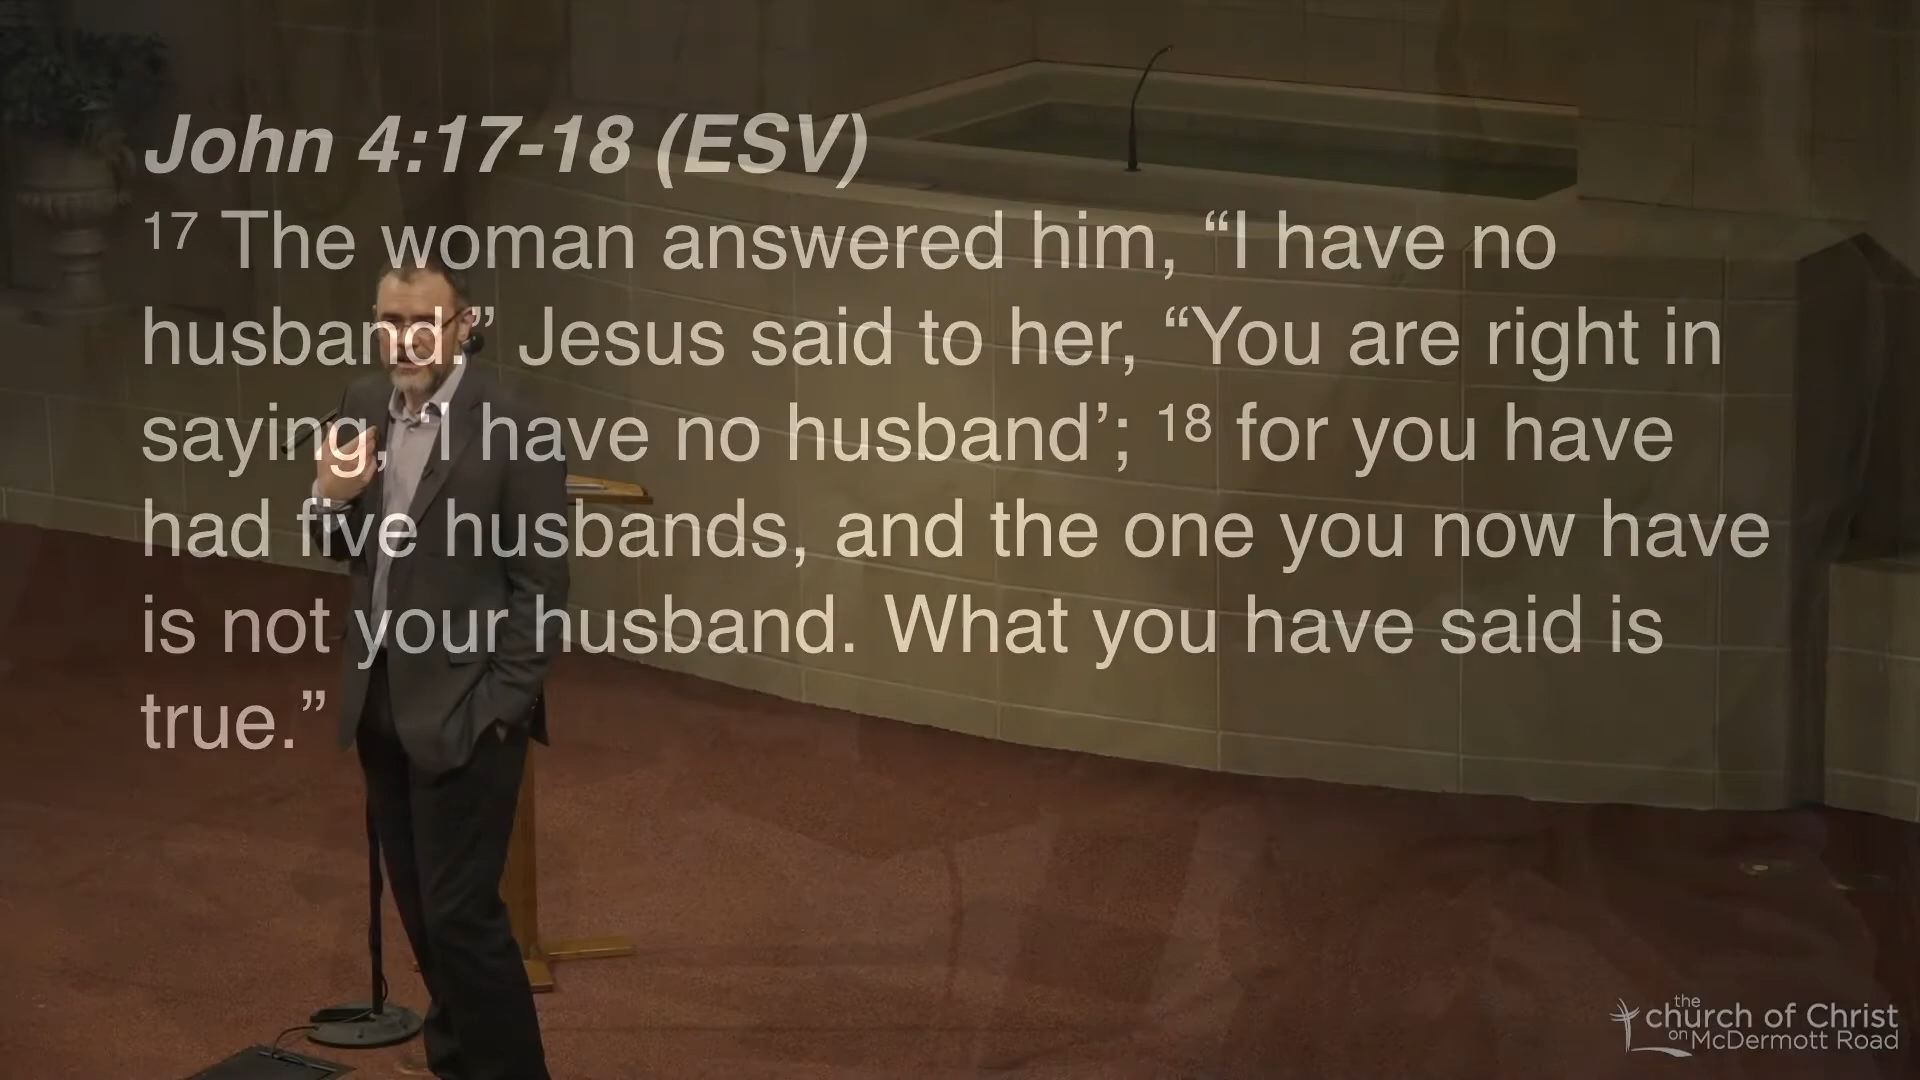 John 4:17-18 (ESV)
17 The woman answered him, “I have no
husband.” Jesus said to her, “You are right in
saying, ‘I have no husband’; 18 for you have
had five husbands, and the one you now have
is not your husband. What you have said is
true.”
the
church of Christ
on McDermott Road